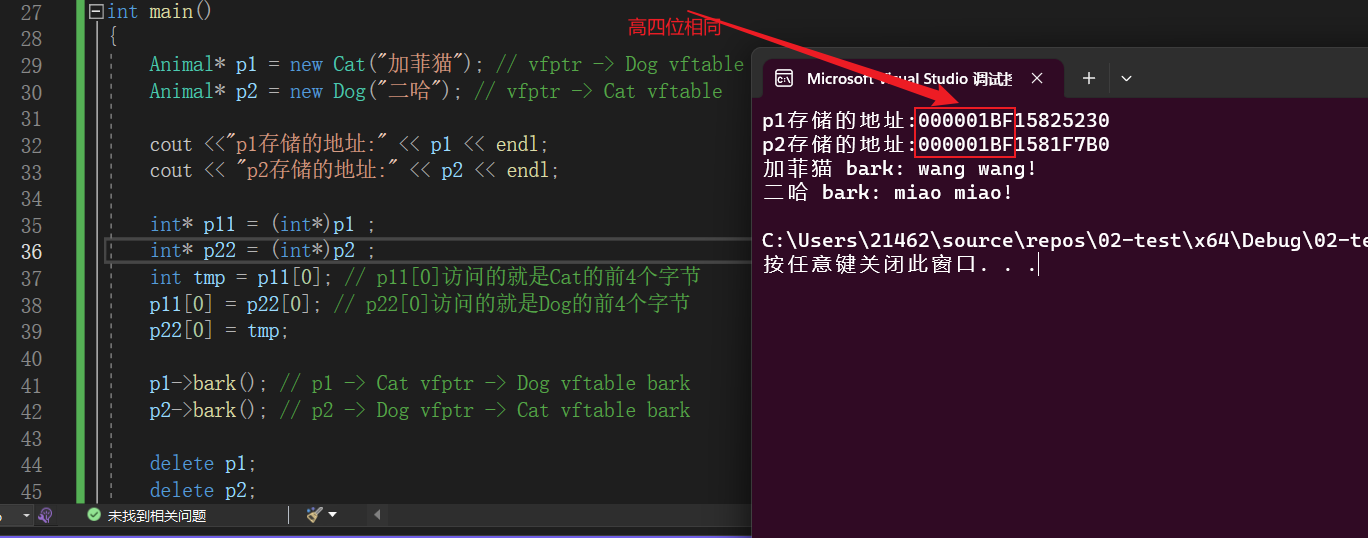 27 int main()
28 {
29 Animal* p1 = new Cat("加菲猫"); // vfptr -> Dog vftable
30 Animal* p2 = new Dog("二哈"); // vfptr -> Cat vftable
31
32 cout <<"p1存储的地址:" << p1 << endl;
33 cout << "p2存储的地址:" << p2 << endl;
34
35 int* p11 = (int*)p1 ;
36 int* p22 = (int*)p2 ;
37 int tmp = p11[0]; // p11[0]访问的就是Cat的前4个字节
38 p11[0] = p22[0]; // p22[0]访问的就是Dog的前4个字节
39 p22[0] = tmp;
40
41 p1->bark(); // p1 -> Cat vfptr -> Dog vftable bark
42 p2->bark(); // p2 -> Dog vfptr -> Cat vftable bark
43
44 delete p1;
45 delete p2;
未找到相关问题
高四位相同
Microsoft Visual Studio 调试
p1存储的地址:000001BF15825230
p2存储的地址:000001BF1581F7B0
加菲猫 bark: wang wang!
二哈 bark: miao miao!
C:\Users\21462\source\repos\02-test\x64\Debug\02-te
按任意键关闭此窗口. . .